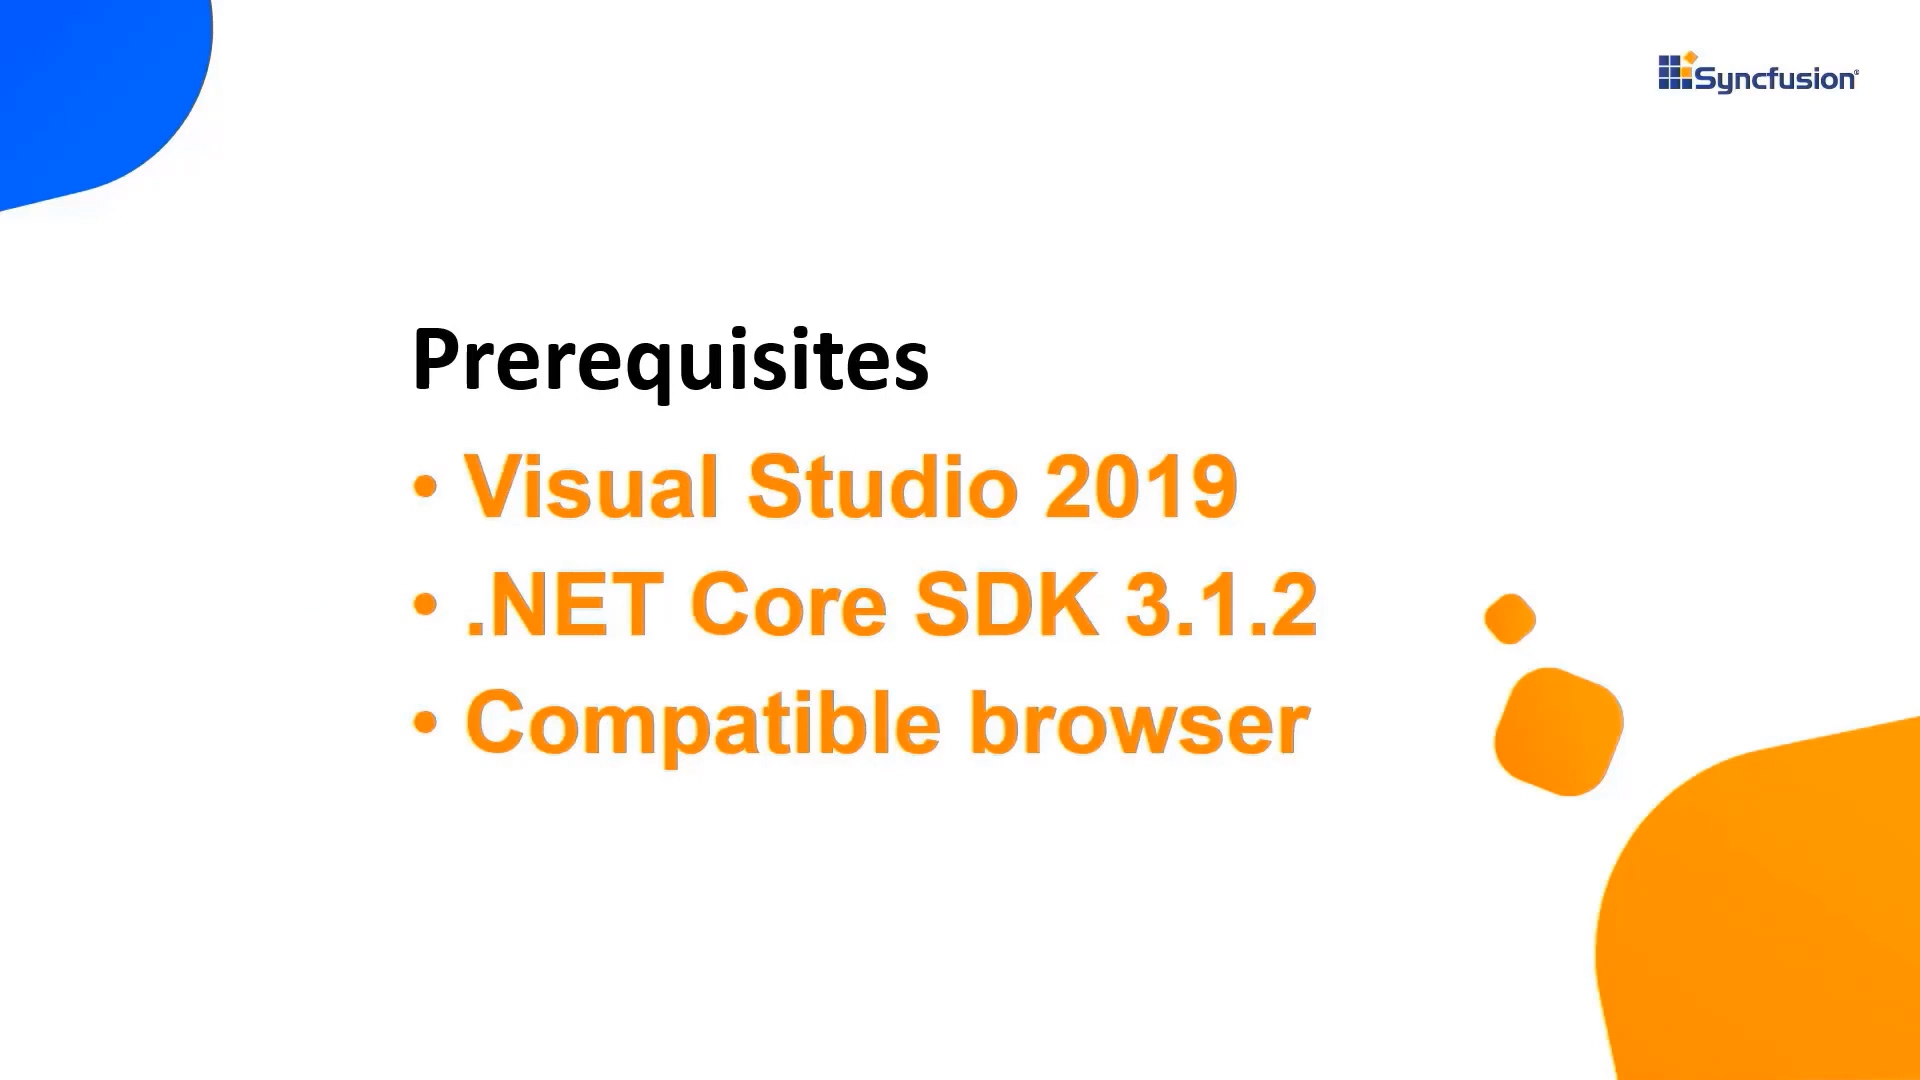 Syncfusion®
Prerequisites
• Visual Studio 2019
• .NET Core SDK 3.1.2
• Compatible browser